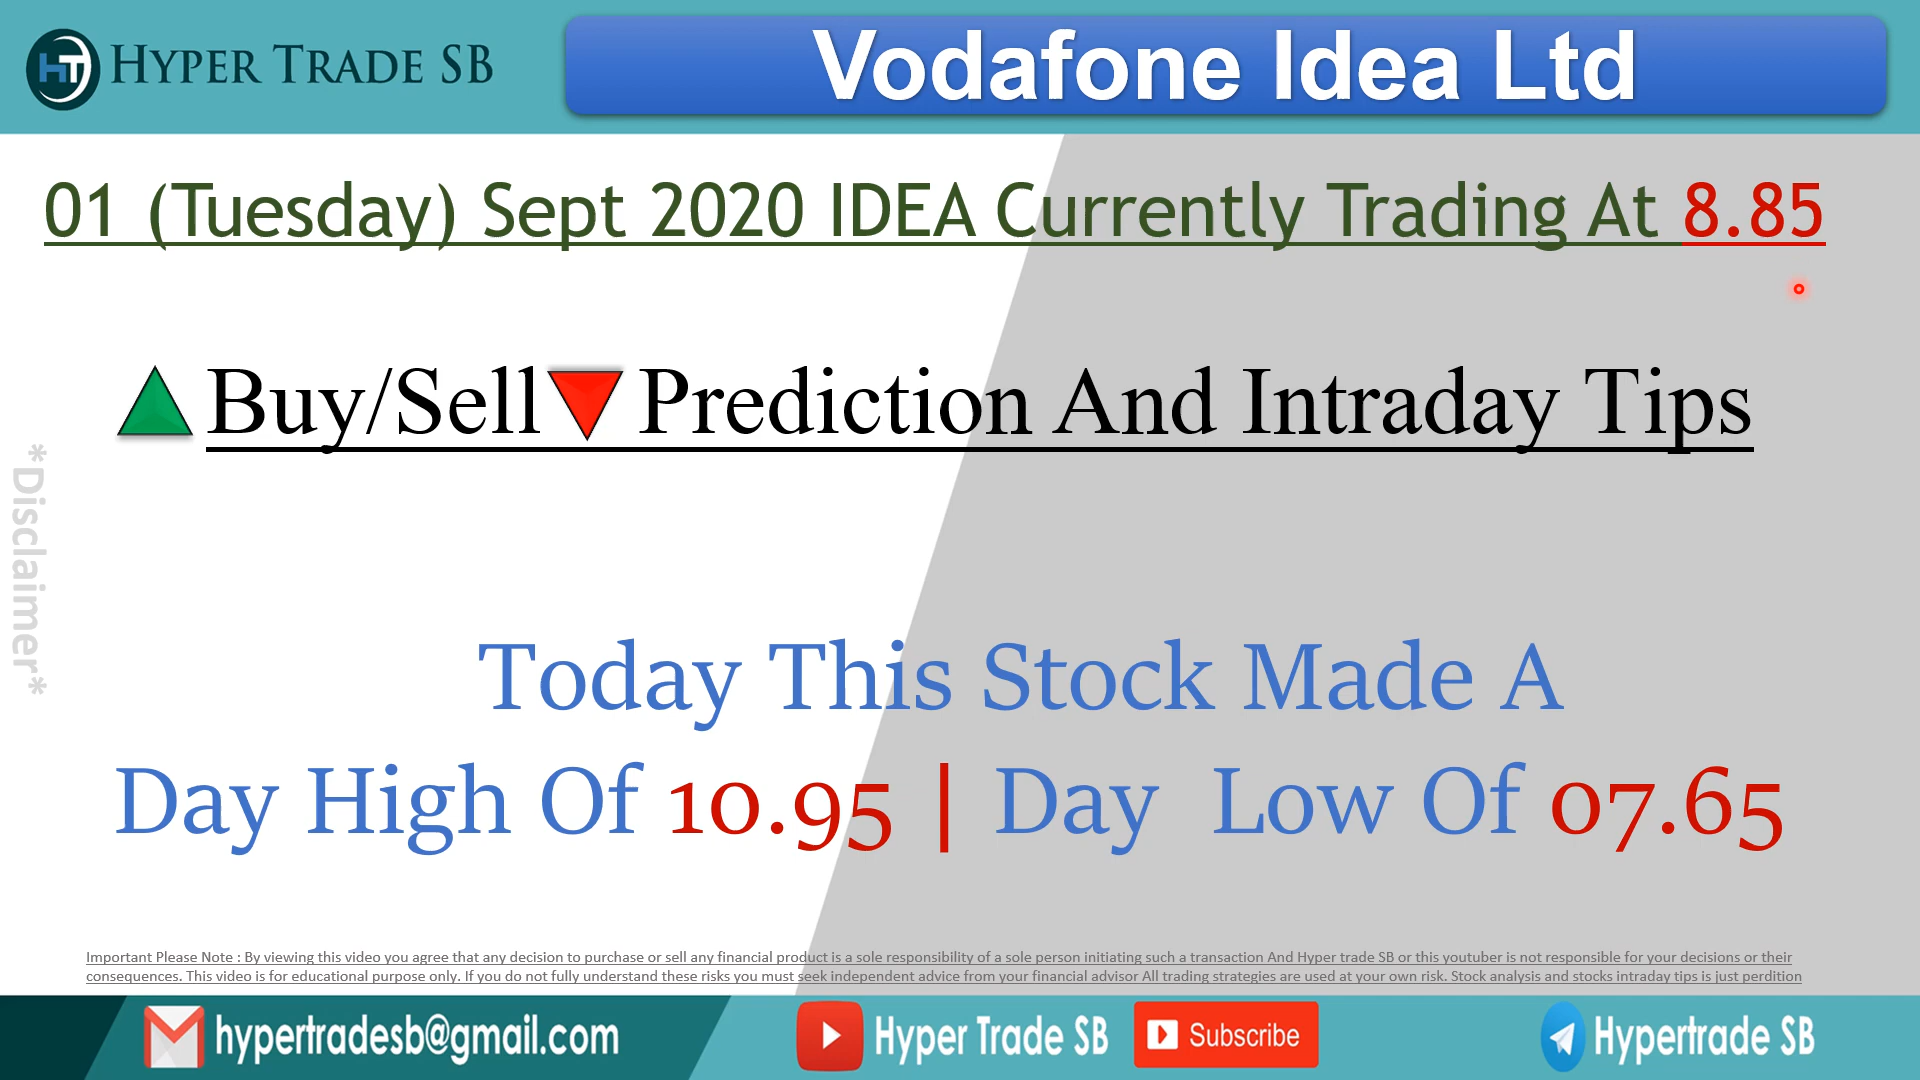 HT HYPER TRADE SB
Vodafone Idea Ltd
01 (Tuesday) Sept 2020 IDEA Currently Trading At 8.85
Buy/Sell Prediction And Intraday Tips
*Disclaimer*
Today This Stock Made A
Day High Of 10.95 | Day Low Of 07.65
Important Please Note : By viewing this video you agree that any decision to purchase or sell any financial product is a sole responsibility of a sole person initiating such a transaction And Hyper trade SB or this youtuber is not responsible for your decisions or their
consequences. This video is for educational purpose only. If you do not fully understand these risks you must seek independent advice from your financial advisor All trading strategies are used at your own risk. Stock analysis and stocks intraday tips is just perdition
hypertradesb@gmail.com Hyper Trade SB Subscribe Hypertrade SB